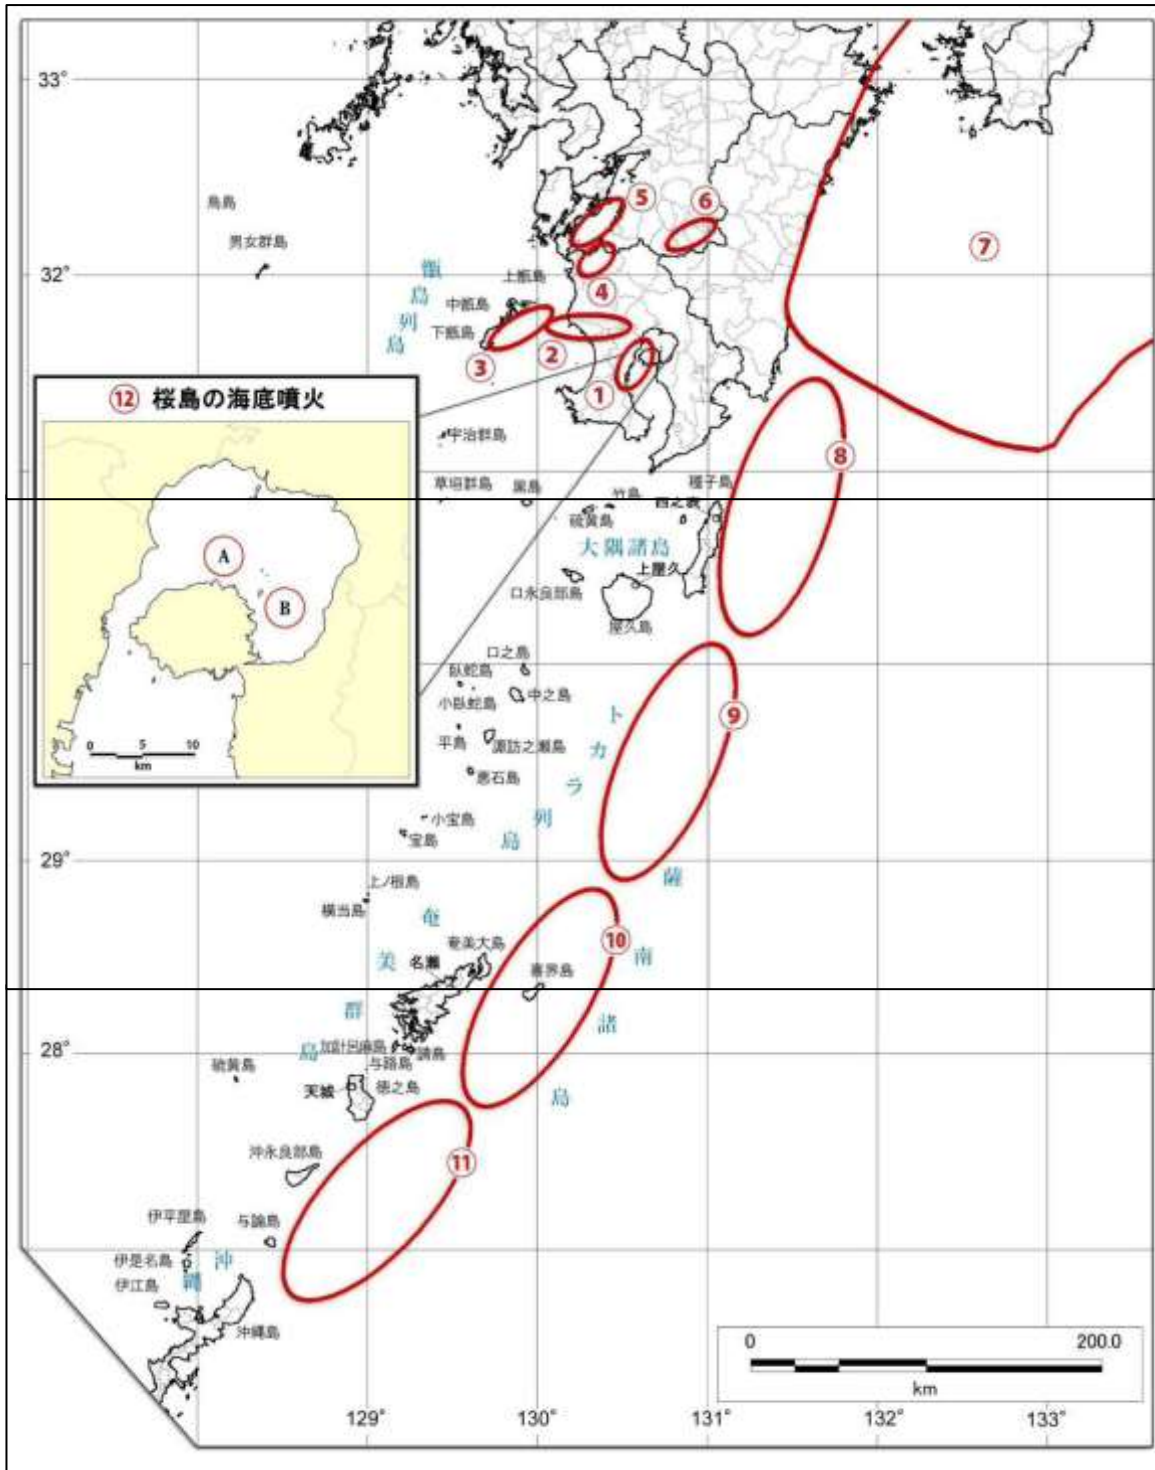 33°
⑤
⑥
鳥島
男女群島
⑦
32°
甑島列島
上甑島
中甑島
下甑島
④
③
②
①
⑫ 桜島の海底噴火
A
B
0 5 10
km
宇治群島
⑧
草垣群島
黒島
竹島
種子島
西之表
硫黄島
大隅諸島
上屋久
口永良部島
屋久島
口之島
臥蛇島
小臥蛇島
中之島
平島
諏訪之瀬島
悪石島
トカラ列島
⑨
小宝島
宝島
29°
薩南諸島
上ノ根島
横当島
奄美群島
奄美大島
名瀬
⑩
喜界島
28°
加計呂麻島
請島
与路島
硫黄島
天城
徳之島
⑪
沖永良部島
伊平屋島
与論島
伊是名島
沖縄
伊江島
沖縄島
0 200.0
km
129° 130° 131° 132° 133°